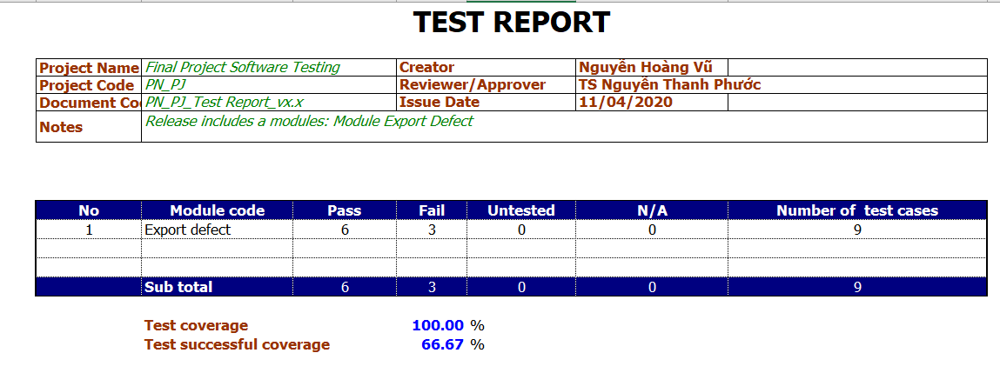 TEST REPORT
Project Name Final Project Software Testing Creator Nguyễn Hoàng Vũ
Project Code PN_PJ Reviewer/Approver TS Nguyễn Thanh Phước
Document Co PN_PJ_Test Report_vx.x Issue Date 11/04/2020
Notes Release includes a modules: Module Export Defect
No Module code Pass Fail Untested N/A Number of test cases
1 Export defect 6 3 0 0 9
Sub total 6 3 0 0 9
Test coverage 100.00 %
Test successful coverage 66.67 %